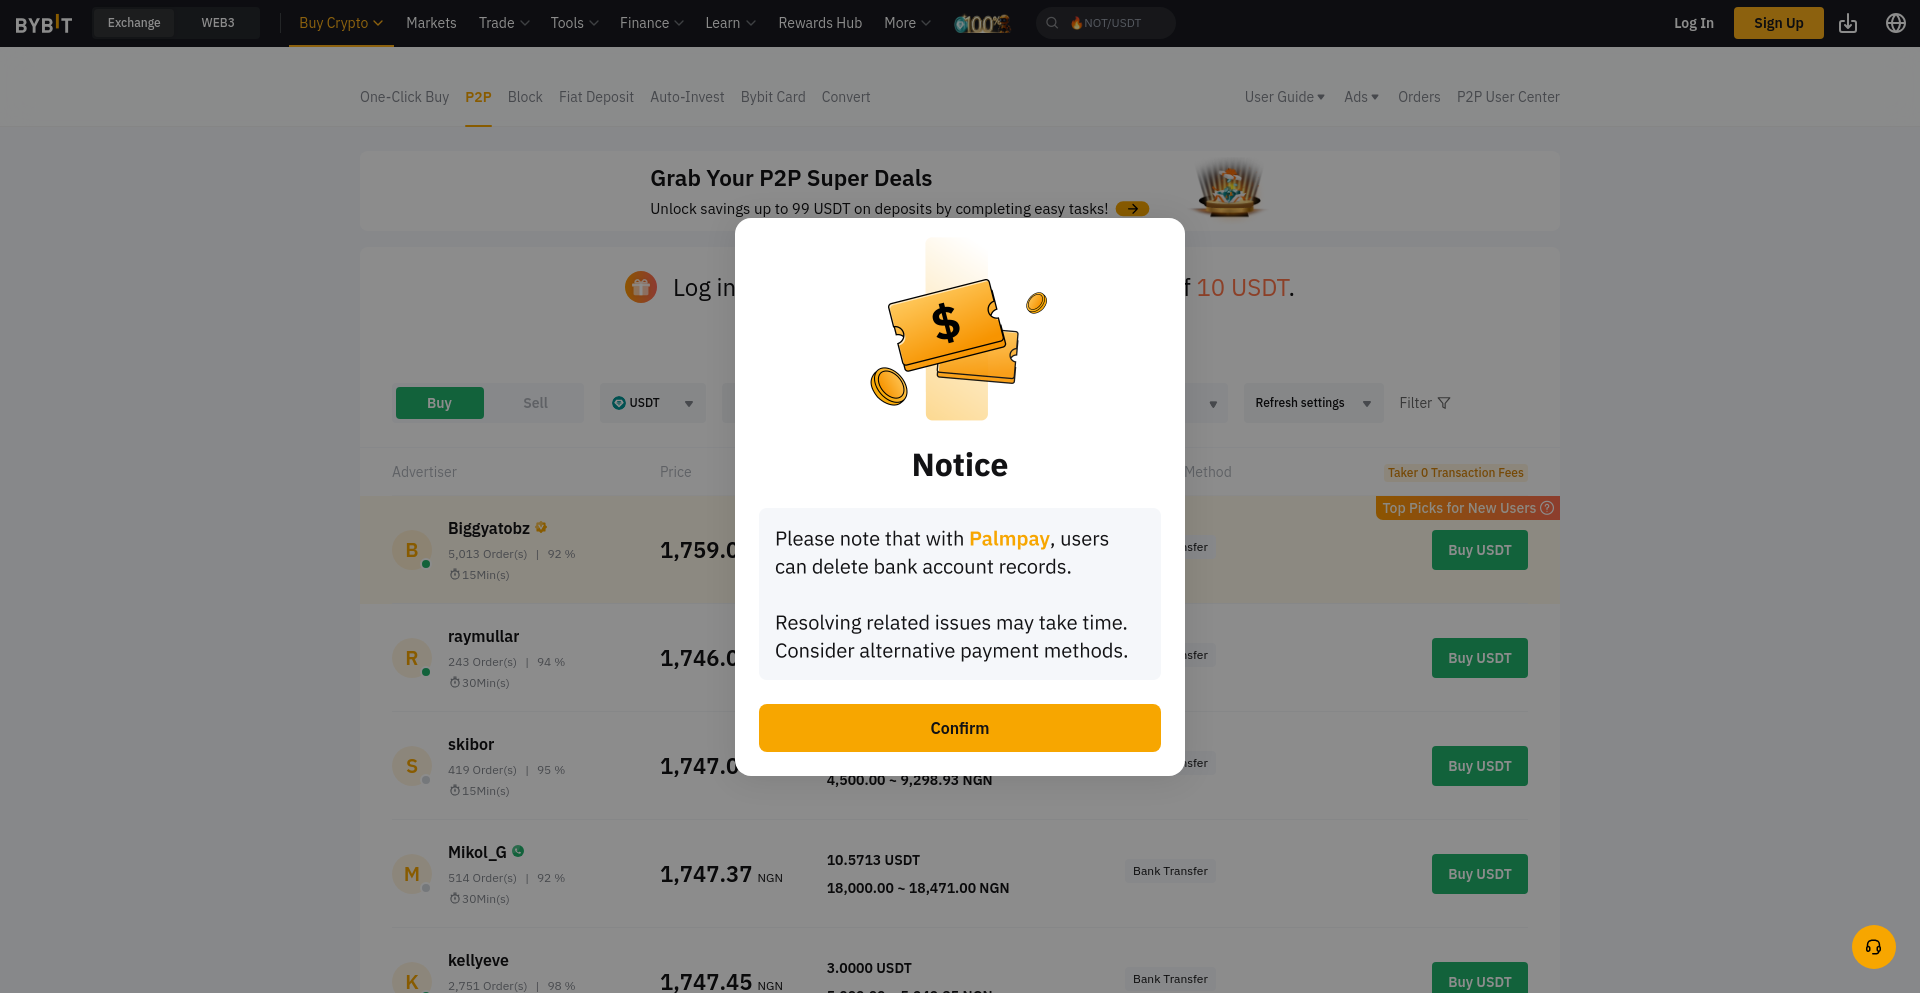 BYBIT
Exchange
WEB3
Buy Crypto
Markets
Trade
Tools
Finance
Learn
Rewards Hub
More
100%
NOT/USDT
Log In
Sign Up
One-Click Buy
P2P
Block
Fiat Deposit
Auto-Invest
Bybit Card
Convert
User Guide
Ads
Orders
P2P User Center
Grab Your P2P Super Deals
Unlock savings up to 99 USDT on deposits by completing easy tasks!
Log in
10 USDT.
Buy
Sell
USDT
Refresh settings
Filter
Advertiser
Price
Method
Taker 0 Transaction Fees
Top Picks for New Users
B
Biggyatobz
5,013 Order(s) | 92 %
15Min(s)
1,759.0
Buy USDT
R
raymullar
243 Order(s) | 94 %
30Min(s)
1,746.0
Buy USDT
S
skibor
419 Order(s) | 95 %
15Min(s)
1,747.0
4,500.00 ~ 9,298.93 NGN
Buy USDT
M
Mikol_G
514 Order(s) | 92 %
30Min(s)
1,747.37 NGN
10.5713 USDT
18,000.00 ~ 18,471.00 NGN
Bank Transfer
Buy USDT
K
kellyeve
2,751 Order(s) | 98 %
1,747.45 NGN
3.0000 USDT
Bank Transfer
Buy USDT
$
Notice
Please note that with Palmpay, users
can delete bank account records.
Resolving related issues may take time.
Consider alternative payment methods.
Confirm